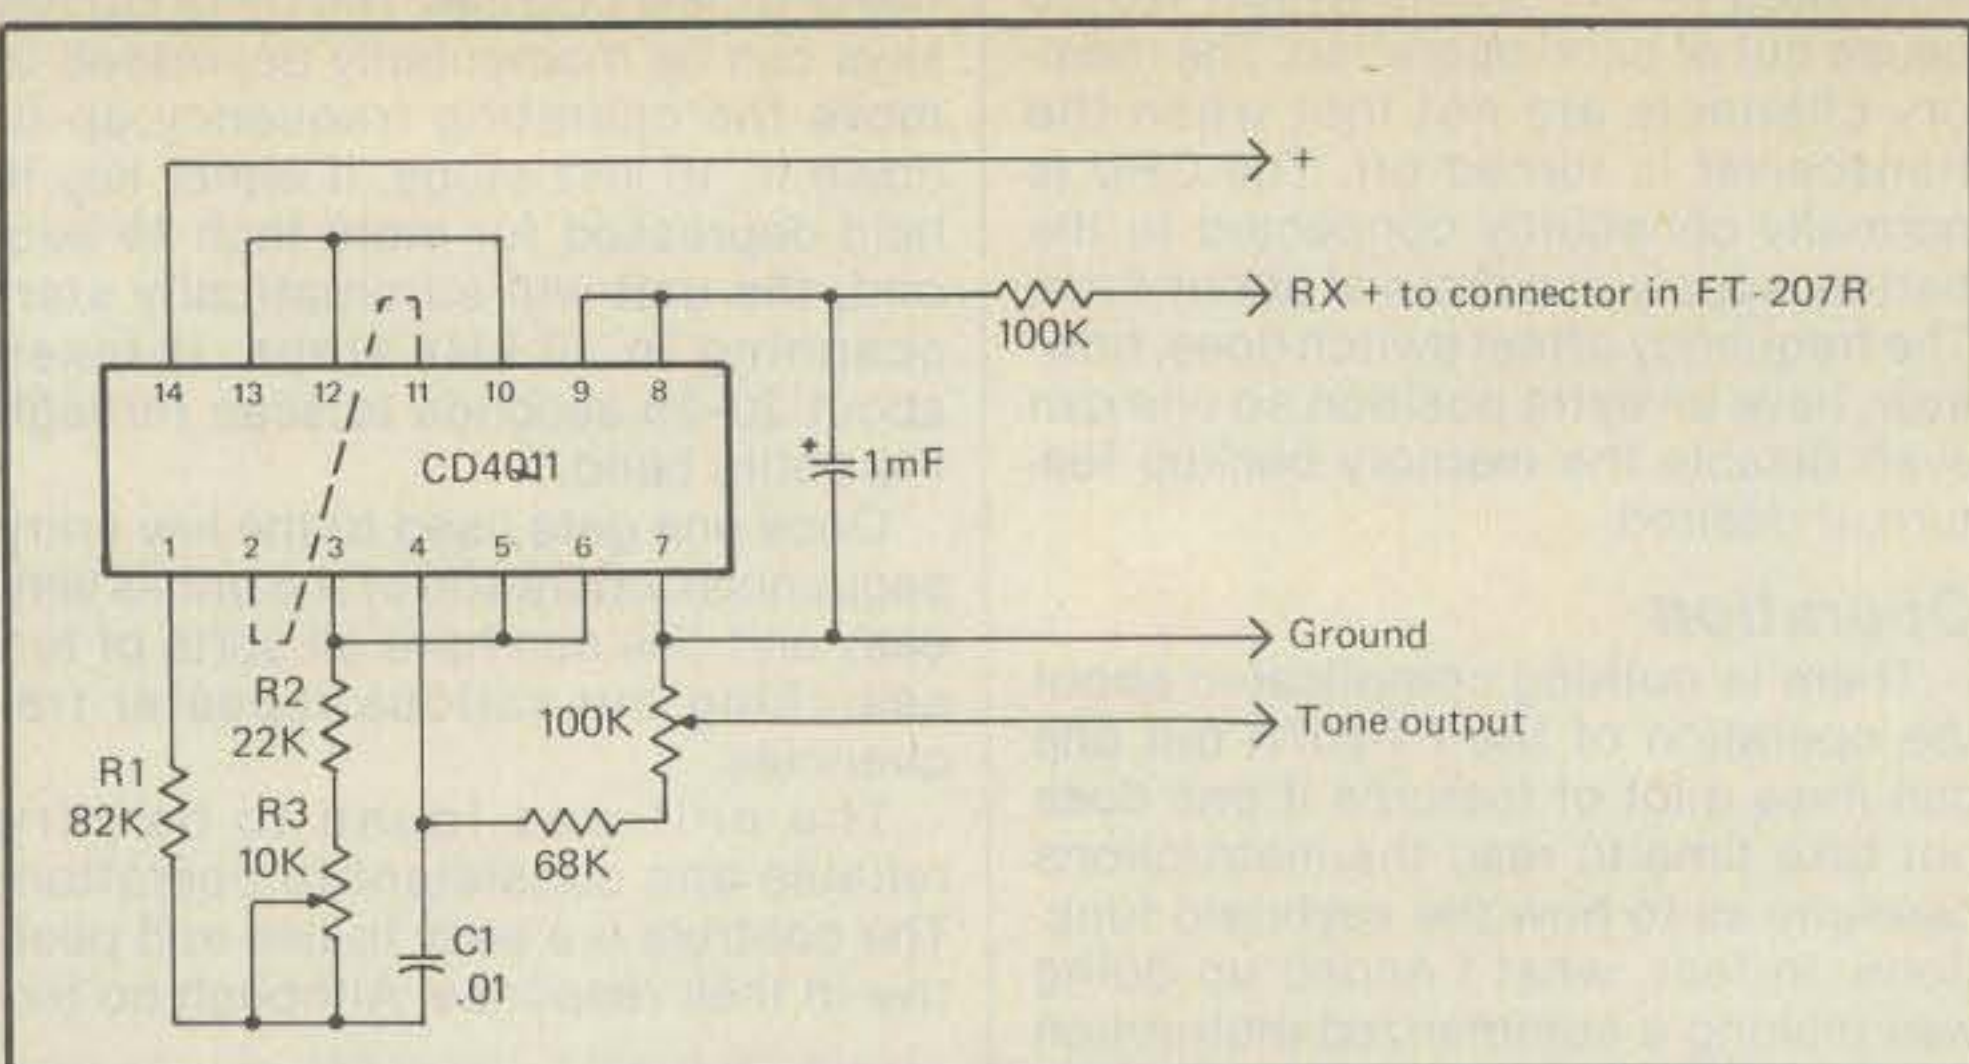 +
RX + to connector in FT-207R
100K
14 13 12 11 10 9 8
CD4011
+
1mF
1 2 3 4 5 6 7
Ground
R2
22K
100K
Tone output
R1
82K
R3
10K
68K
C1
.01